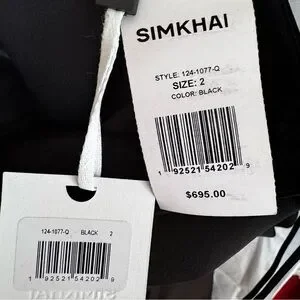 SIMKHAI
STYLE: 124-1077-Q
SIZE: 2
COLOR: BLACK
1 92521 54202 9
$695.00
124-1077-Q BLACK 2
1 92521 54202 9